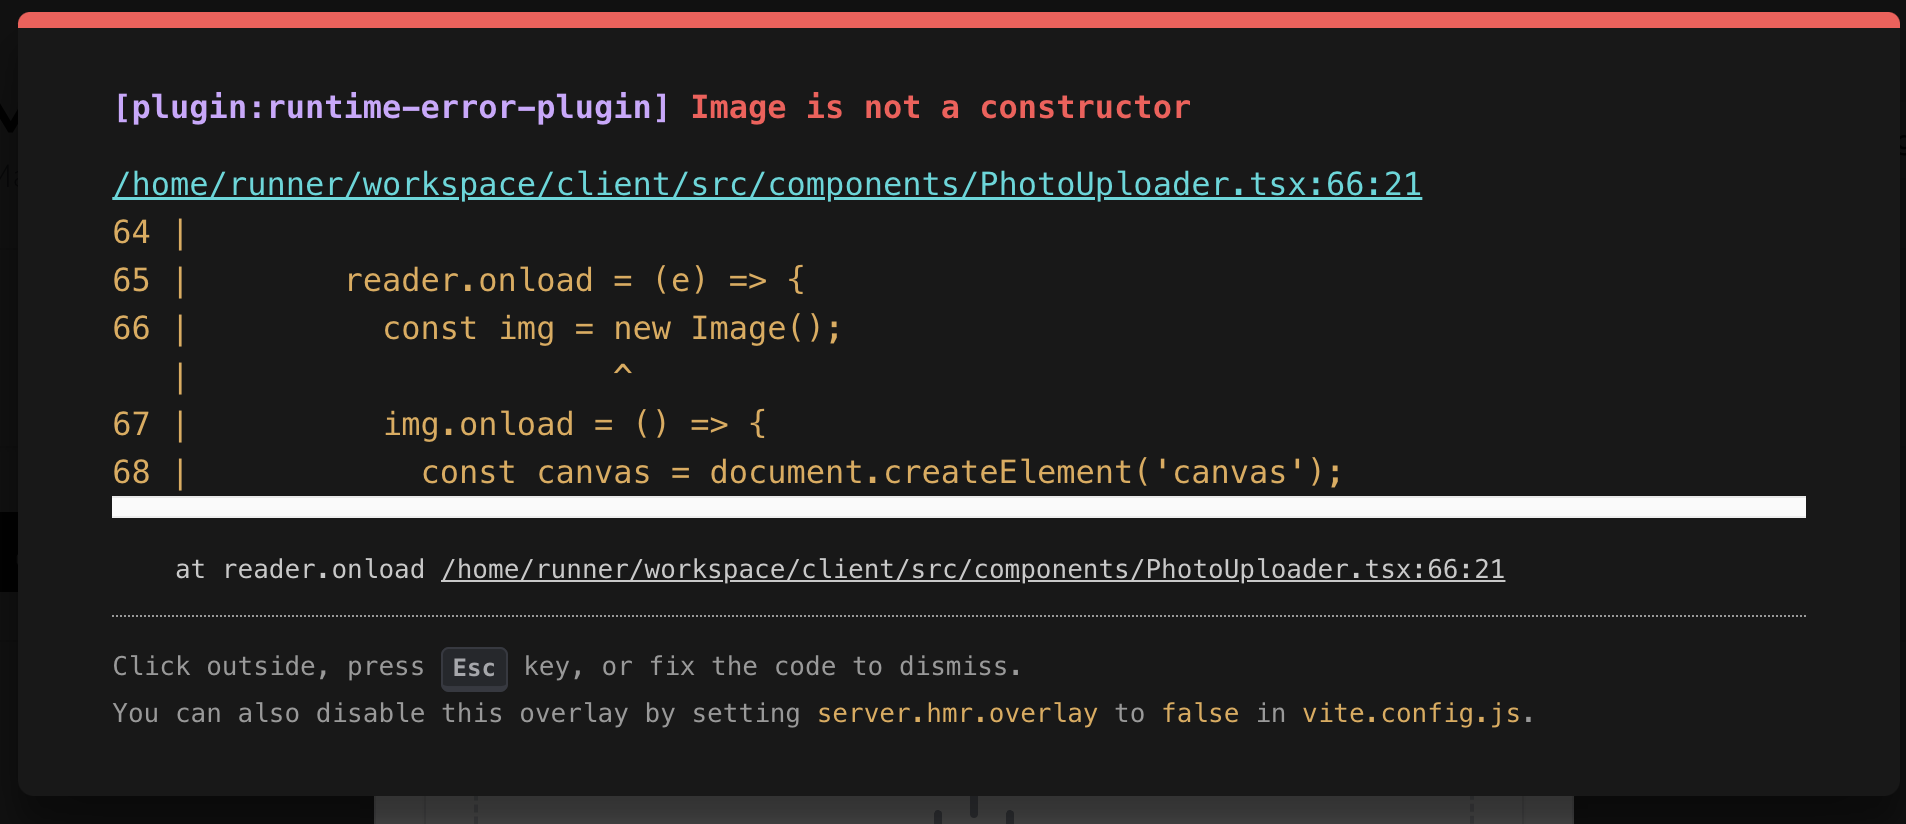 [plugin:runtime-error-plugin] Image is not a constructor
/home/runner/workspace/client/src/components/PhotoUploader.tsx:66:21
64 |
65 |        reader.onload = (e) => {
66 |          const img = new Image();
   |                      ^
67 |          img.onload = () => {
68 |            const canvas = document.createElement('canvas');
    at reader.onload /home/runner/workspace/client/src/components/PhotoUploader.tsx:66:21
Click outside, press Esc key, or fix the code to dismiss.
You can also disable this overlay by setting server.hmr.overlay to false in vite.config.js.